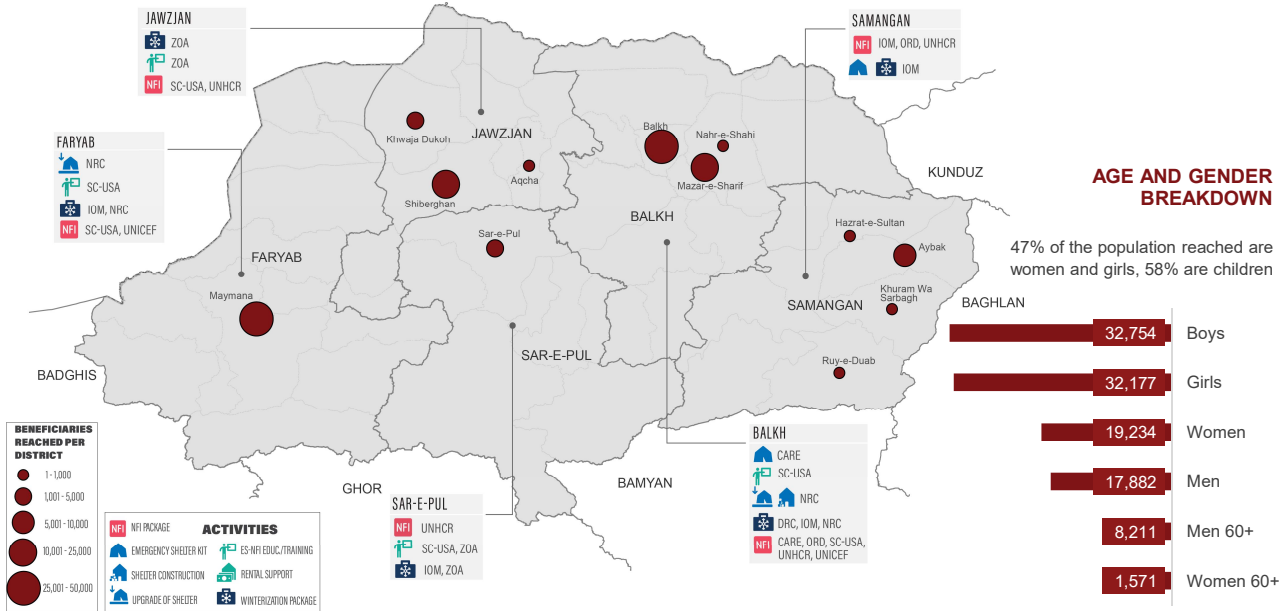 JAWZJAN
ZOA
ZOA
NFI SC-USA, UNHCR
SAMANGAN
NFI IOM, ORD, UNHCR
IOM
FARYAB
NRC
SC-USA
IOM, NRC
NFI SC-USA, UNICEF
Khwaja Dukuh
JAWZJAN
Aqcha
Shiberghan
Balkh
Nahr-e-Shahi
Mazar-e-Sharif
BALKH
KUNDUZ
Hazrat-e-Sultan
Aybak
Khuram Wa
Sarbagh
SAMANGAN
BAGHLAN
Ruy-e-Duab
Sar-e-Pul
SAR-E-PUL
FARYAB
Maymana
BADGHIS
GHOR
BAMYAN
AGE AND GENDER
BREAKDOWN
47% of the population reached are
women and girls, 58% are children
32,754 Boys
32,177 Girls
19,234 Women
17,882 Men
8,211 Men 60+
1,571 Women 60+
BALKH
CARE
SC-USA
NRC
DRC, IOM, NRC
NFI CARE, ORD, SC-USA,
UNHCR, UNICEF
SAR-E-PUL
NFI UNHCR
SC-USA, ZOA
IOM, ZOA
BENEFICIARIES
REACHED PER
DISTRICT
1 - 1,000
1,001 - 5,000
5,001 - 10,000
10,001 - 25,000
25,001 - 50,000
ACTIVITIES
NFI NFI PACKAGE
EMERGENCY SHELTER KIT
SHELTER CONSTRUCTION
UPGRADE OF SHELTER
ES-NFI EDUC./TRAINING
RENTAL SUPPORT
WINTERIZATION PACKAGE